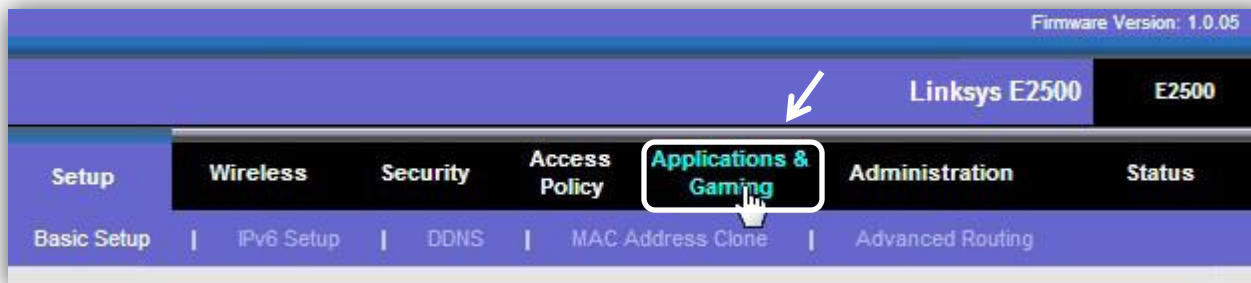 Firmware Version: 1.0.05
Linksys E2500 E2500
Setup Wireless Security Access Policy Applications & Gaming Administration Status
Basic Setup | IPv6 Setup | DDNS | MAC Address Clone | Advanced Routing